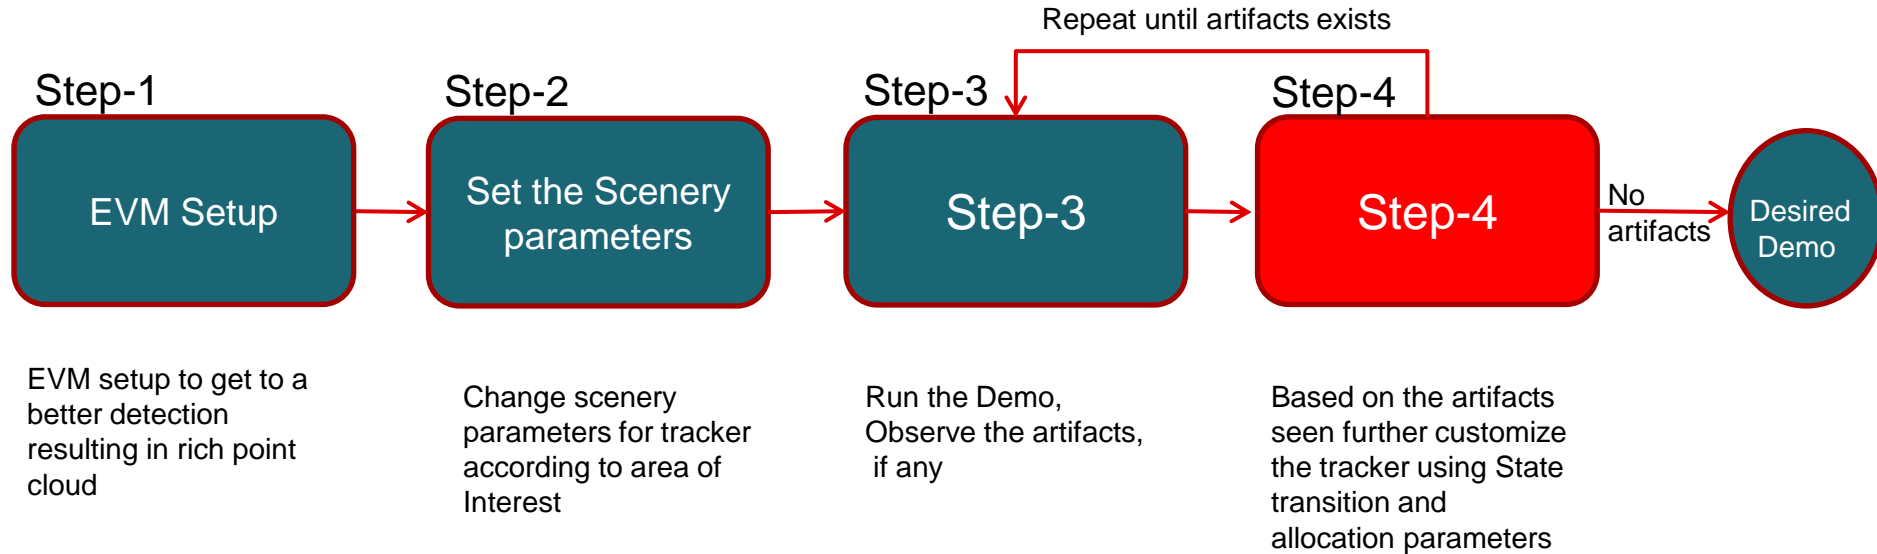 Repeat until artifacts exists
Step-1
Step-2
Step-3
Step-4
EVM Setup
Set the Scenery
parameters
Step-3
Step-4
No
artifacts
Desired
Demo
EVM setup to get to a
better detection
resulting in rich point
cloud
Change scenery
parameters for tracker
according to area of
Interest
Run the Demo,
Observe the artifacts,
if any
Based on the artifacts
seen further customize
the tracker using State
transition and
allocation parameters